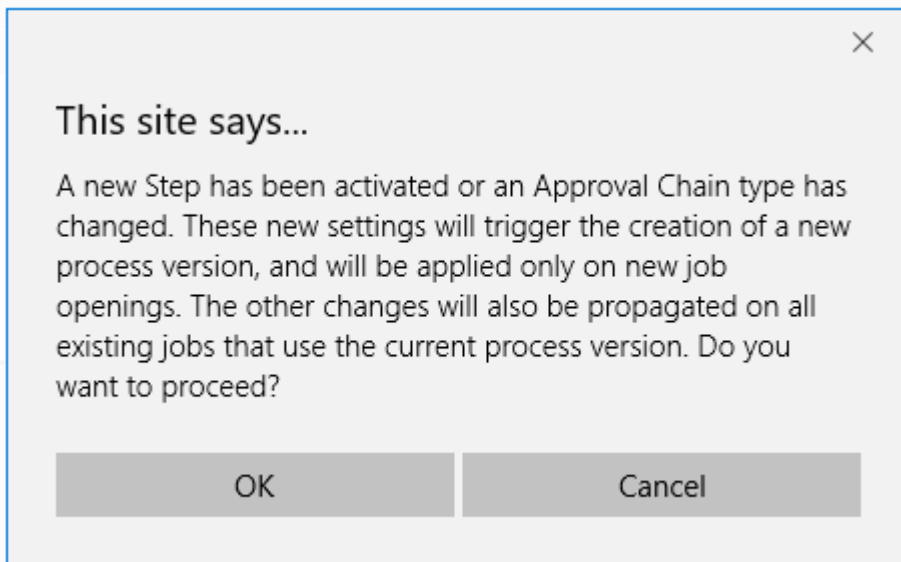 This site says...
A new Step has been activated or an Approval Chain type has
changed. These new settings will trigger the creation of a new
process version, and will be applied only on new job
openings. The other changes will also be propagated on all
existing jobs that use the current process version. Do you
want to proceed?
OK
Cancel